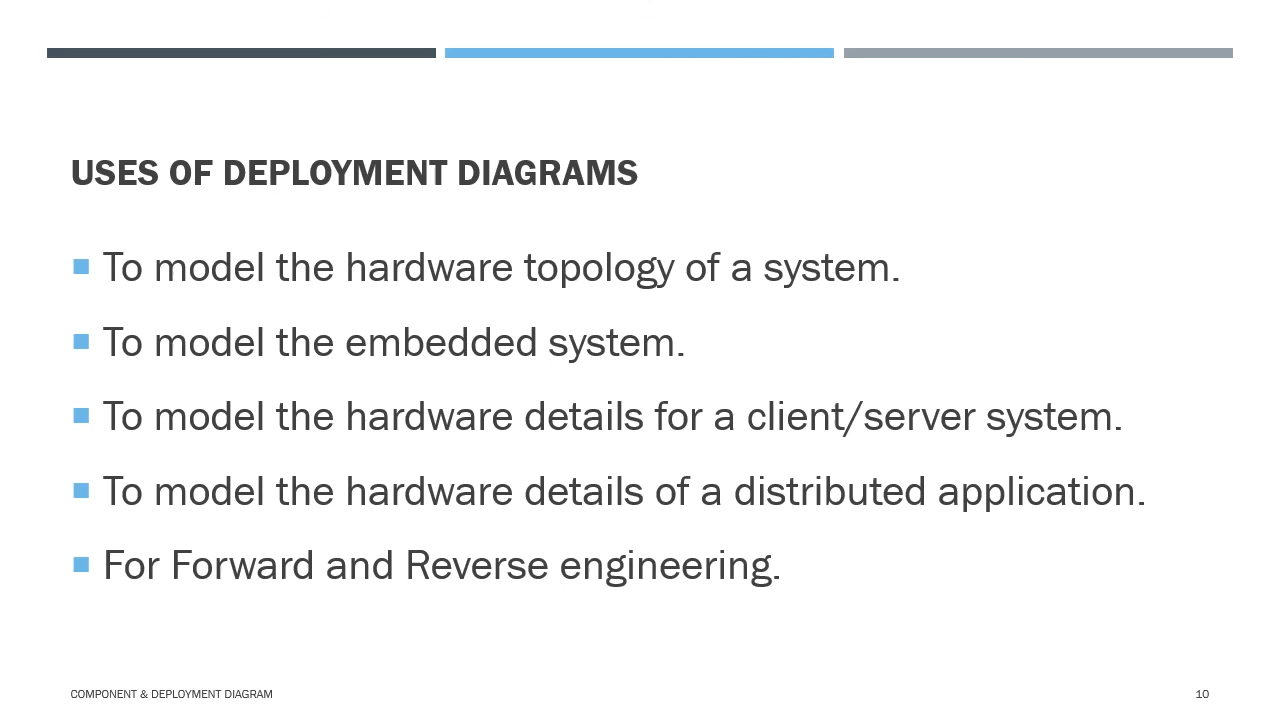 USES OF DEPLOYMENT DIAGRAMS
To model the hardware topology of a system.
To model the embedded system.
To model the hardware details for a client/server system.
To model the hardware details of a distributed application.
For Forward and Reverse engineering.
COMPONENT & DEPLOYMENT DIAGRAM
10